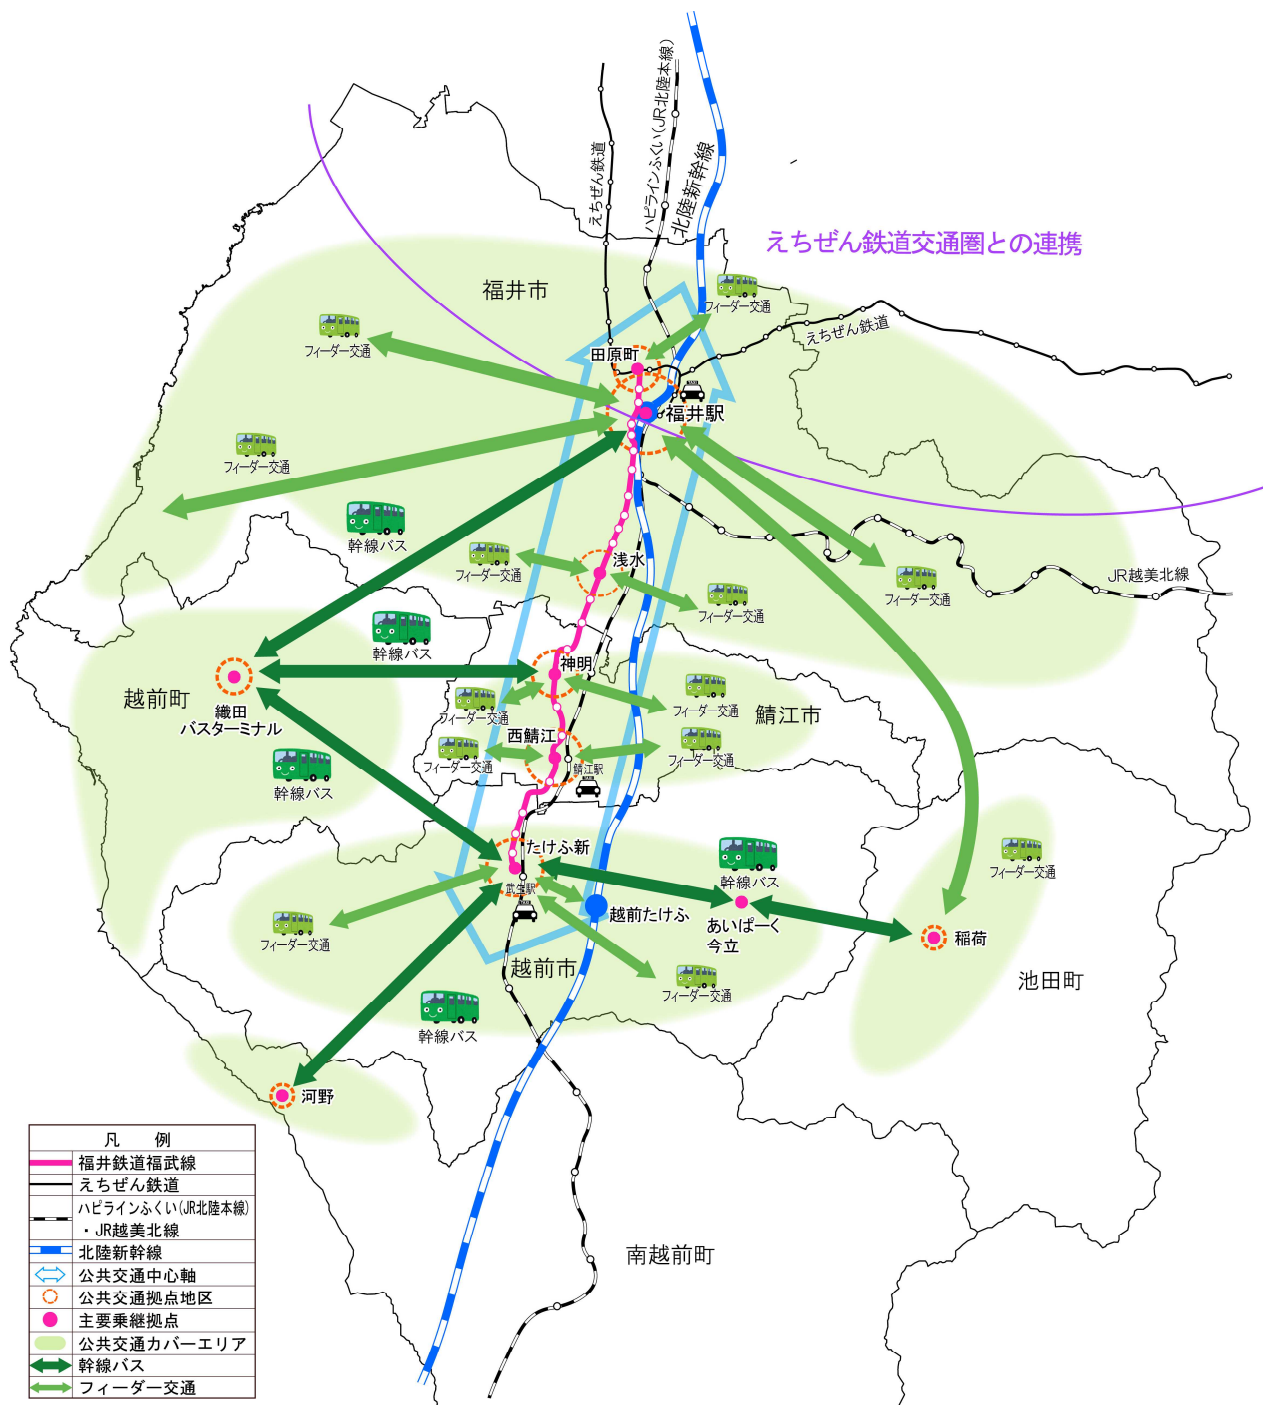 えちぜん鉄道
ハピラインふくい(JR北陸本線)
北陸新幹線
えちぜん鉄道交通圏との連携
福井市
フィーダー交通
フィーダー交通
えちぜん鉄道
田原町
TAXI
福井駅
フィーダー交通
幹線バス
フィーダー交通
浅水
フィーダー交通
フィーダー交通
JR越美北線
幹線バス
神明
越前町
織田
バスターミナル
フィーダー交通
フィーダー交通
鯖江市
西鯖江
フィーダー交通
フィーダー交通
鯖江駅
TAXI
幹線バス
たけふ新
武生駅
TAXI
幹線バス
フィーダー交通
越前たけふ
あいぱーく
今立
稲荷
フィーダー交通
越前市
フィーダー交通
池田町
幹線バス
河野
南越前町
凡 例
福井鉄道福武線
えちぜん鉄道
ハピラインふくい(JR北陸本線)
・JR越美北線
北陸新幹線
公共交通中心軸
公共交通拠点地区
主要乗継拠点
公共交通カバーエリア
幹線バス
フィーダー交通